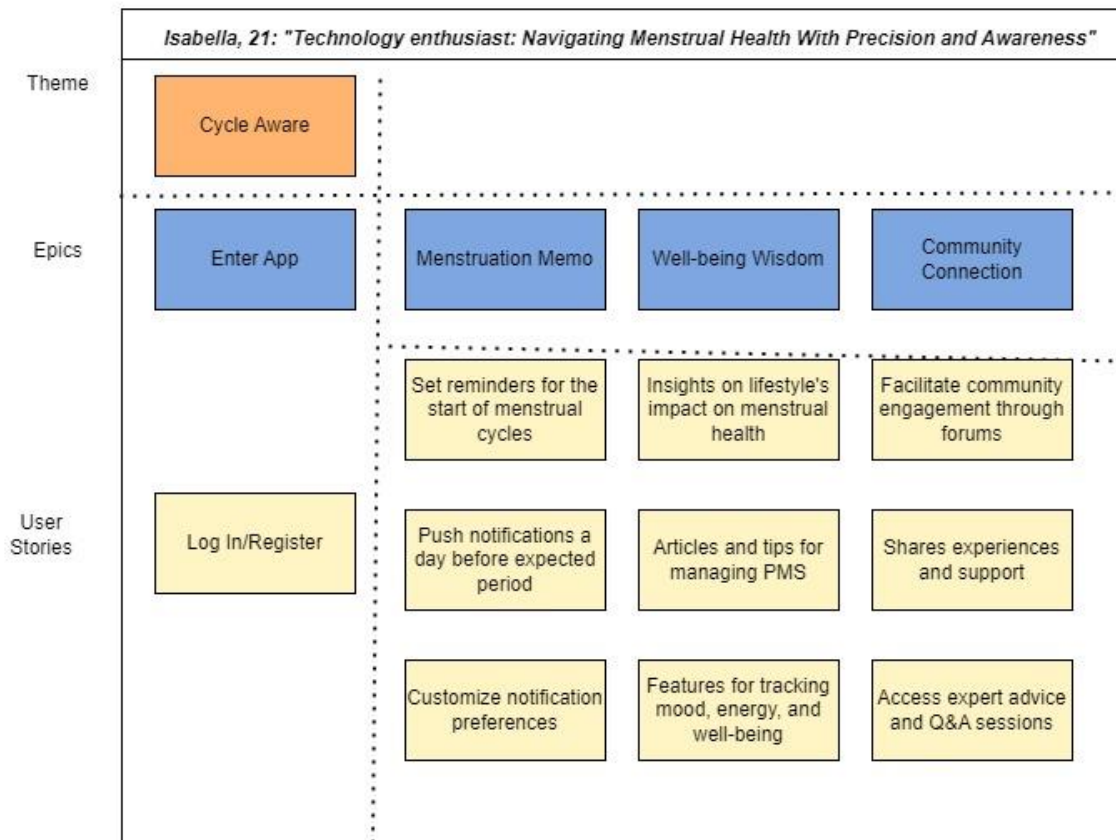 Isabella, 21: "Technology enthusiast: Navigating Menstrual Health With Precision and Awareness"
Theme
Cycle Aware
Epics
Enter App
Menstruation Memo
Well-being Wisdom
Community
Connection
User
Stories
Log In/Register
Set reminders for the
start of menstrual
cycles
Insights on lifestyle's
impact on menstrual
health
Facilitate community
engagement through
forums
Push notifications a
day before expected
period
Articles and tips for
managing PMS
Shares experiences
and support
Customize notification
preferences
Features for tracking
mood, energy, and
well-being
Access expert advice
and Q&A sessions